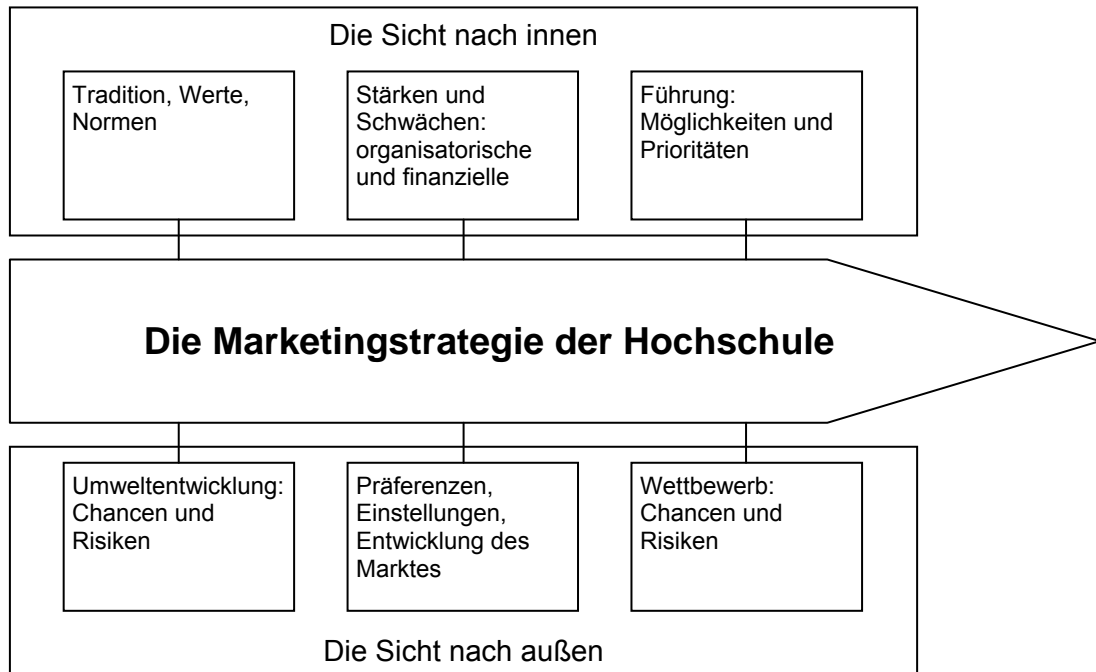 Die Sicht nach innen
Tradition, Werte,
Normen
Stärken und
Schwächen:
organisatorische
und finanzielle
Führung:
Möglichkeiten und
Prioritäten
Die Marketingstrategie der Hochschule
Umweltentwicklung:
Chancen und
Risiken
Präferenzen,
Einstellungen,
Entwicklung des
Marktes
Wettbewerb:
Chancen und
Risiken
Die Sicht nach außen